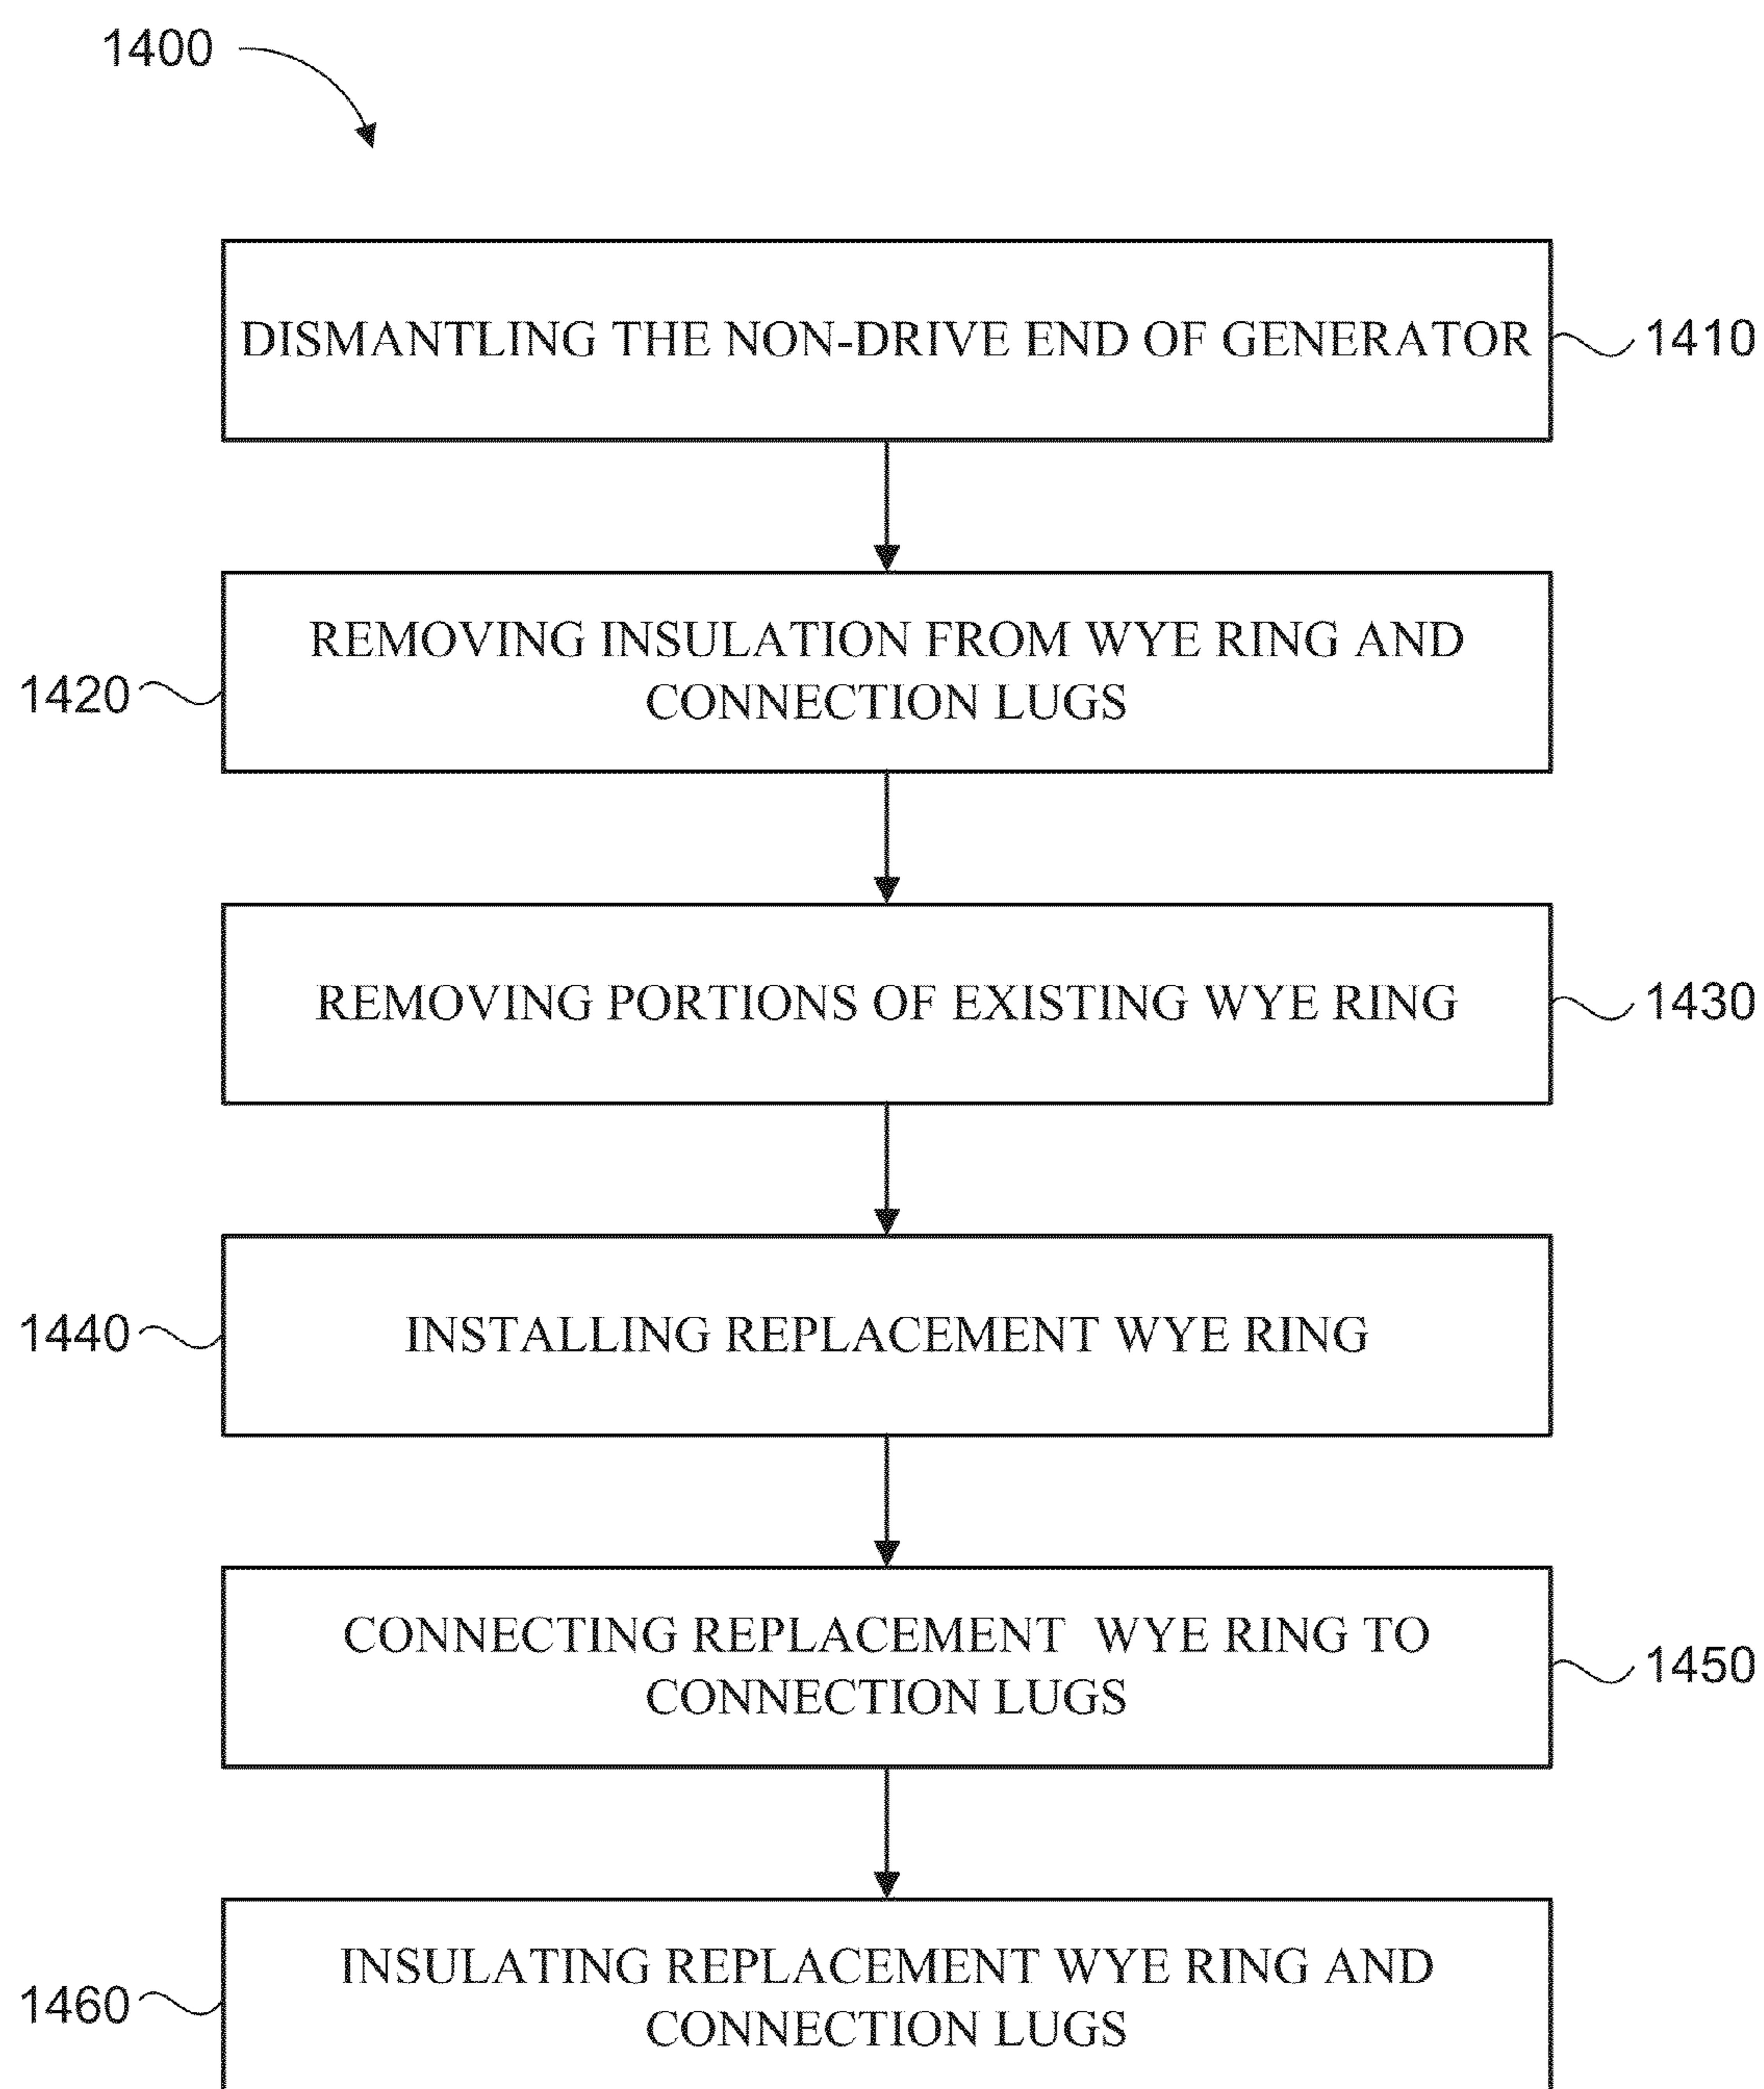 1400
DISMANTLING THE NON-DRIVE END OF GENERATOR
1410
REMOVING INSULATION FROM WYE RING AND
CONNECTION LUGS
1420
REMOVING PORTIONS OF EXISTING WYE RING
1430
INSTALLING REPLACEMENT WYE RING
1440
CONNECTING REPLACEMENT WYE RING TO
CONNECTION LUGS
1450
INSULATING REPLACEMENT WYE RING AND
CONNECTION LUGS
1460